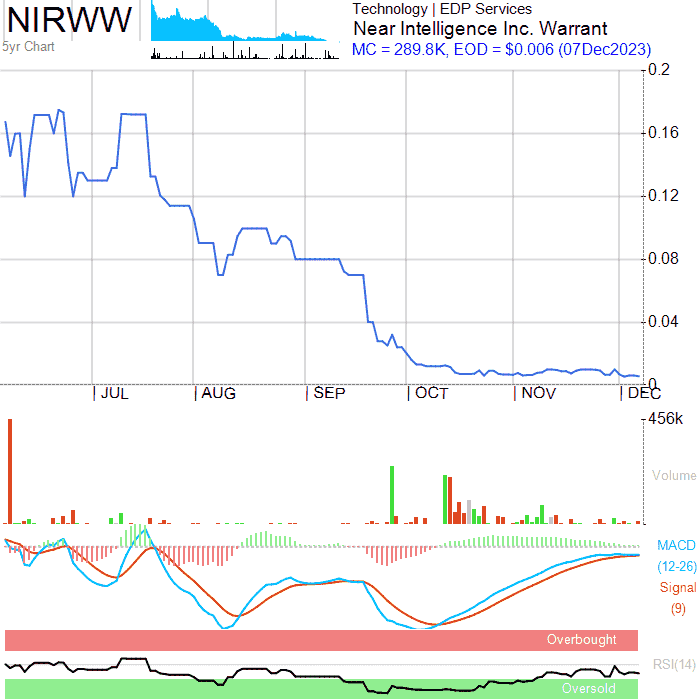 NIRWW
5yr Chart
Technology | EDP Services
Near Intelligence Inc. Warrant
MC = 289.8K, EOD = $0.006 (07Dec2023)
0.2
0.16
0.12
0.08
0.04
0
JUL AUG SEP OCT NOV DEC
456k
Volume
MACD
(12-26)
Signal
(9)
Overbought
RSI(14)
Oversold